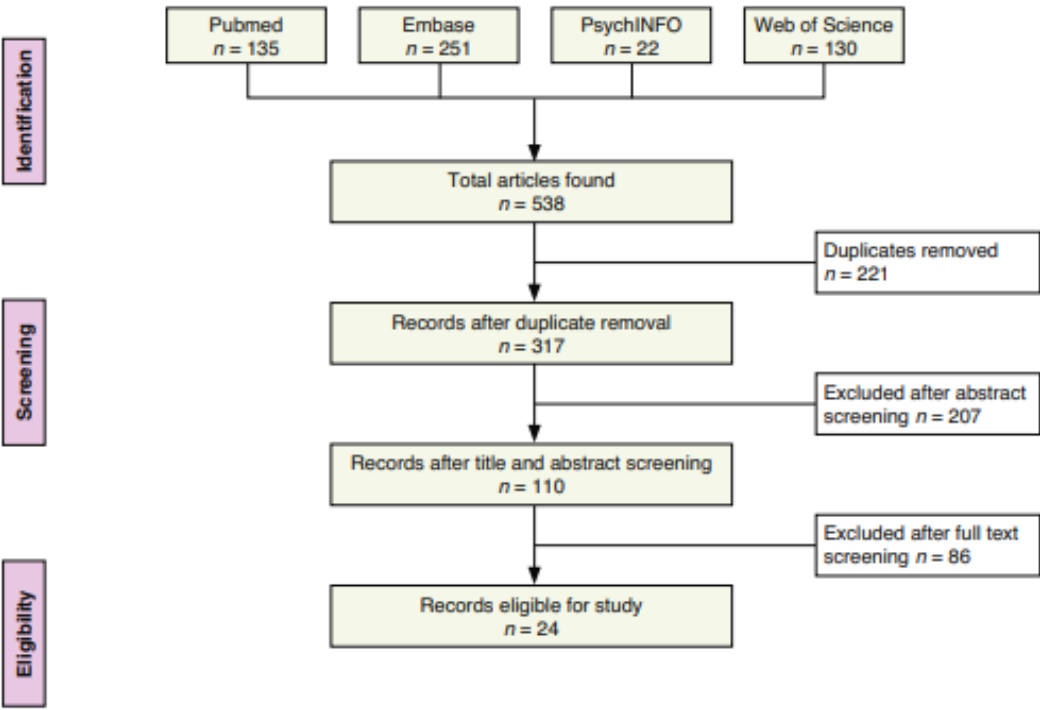 Identification
Pubmed
n = 135
Embase
n = 251
PsychINFO
n = 22
Web of Science
n = 130
Total articles found
n = 538
Duplicates removed
n = 221
Screening
Records after duplicate removal
n = 317
Excluded after abstract
screening n = 207
Records after title and abstract screening
n = 110
Excluded after full text
screening n = 86
Eligibility
Records eligible for study
n = 24